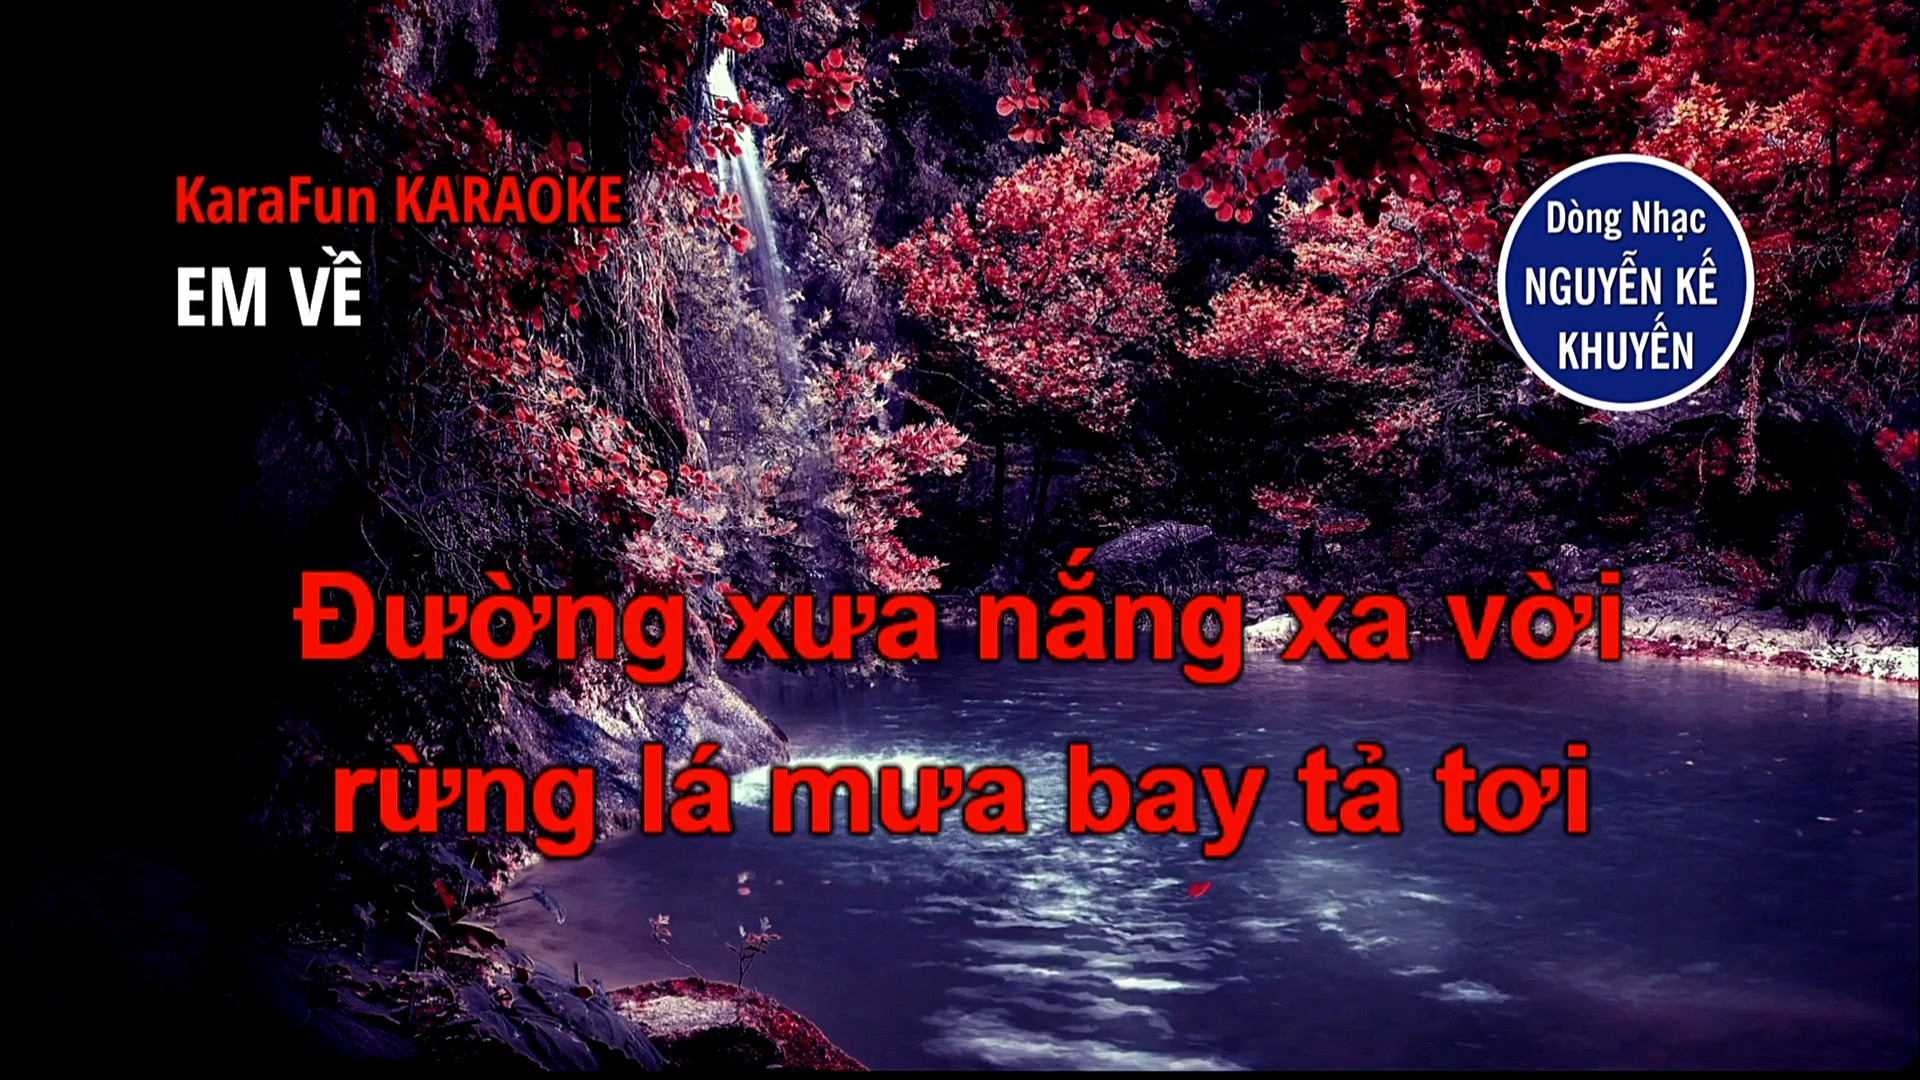 KaraFun KARAOKE
EM VỀ
Dòng Nhạc
NGUYỄN KẾ
KHUYẾN
Đường xưa nắng xa vời
rừng lá mưa bay tả tơi